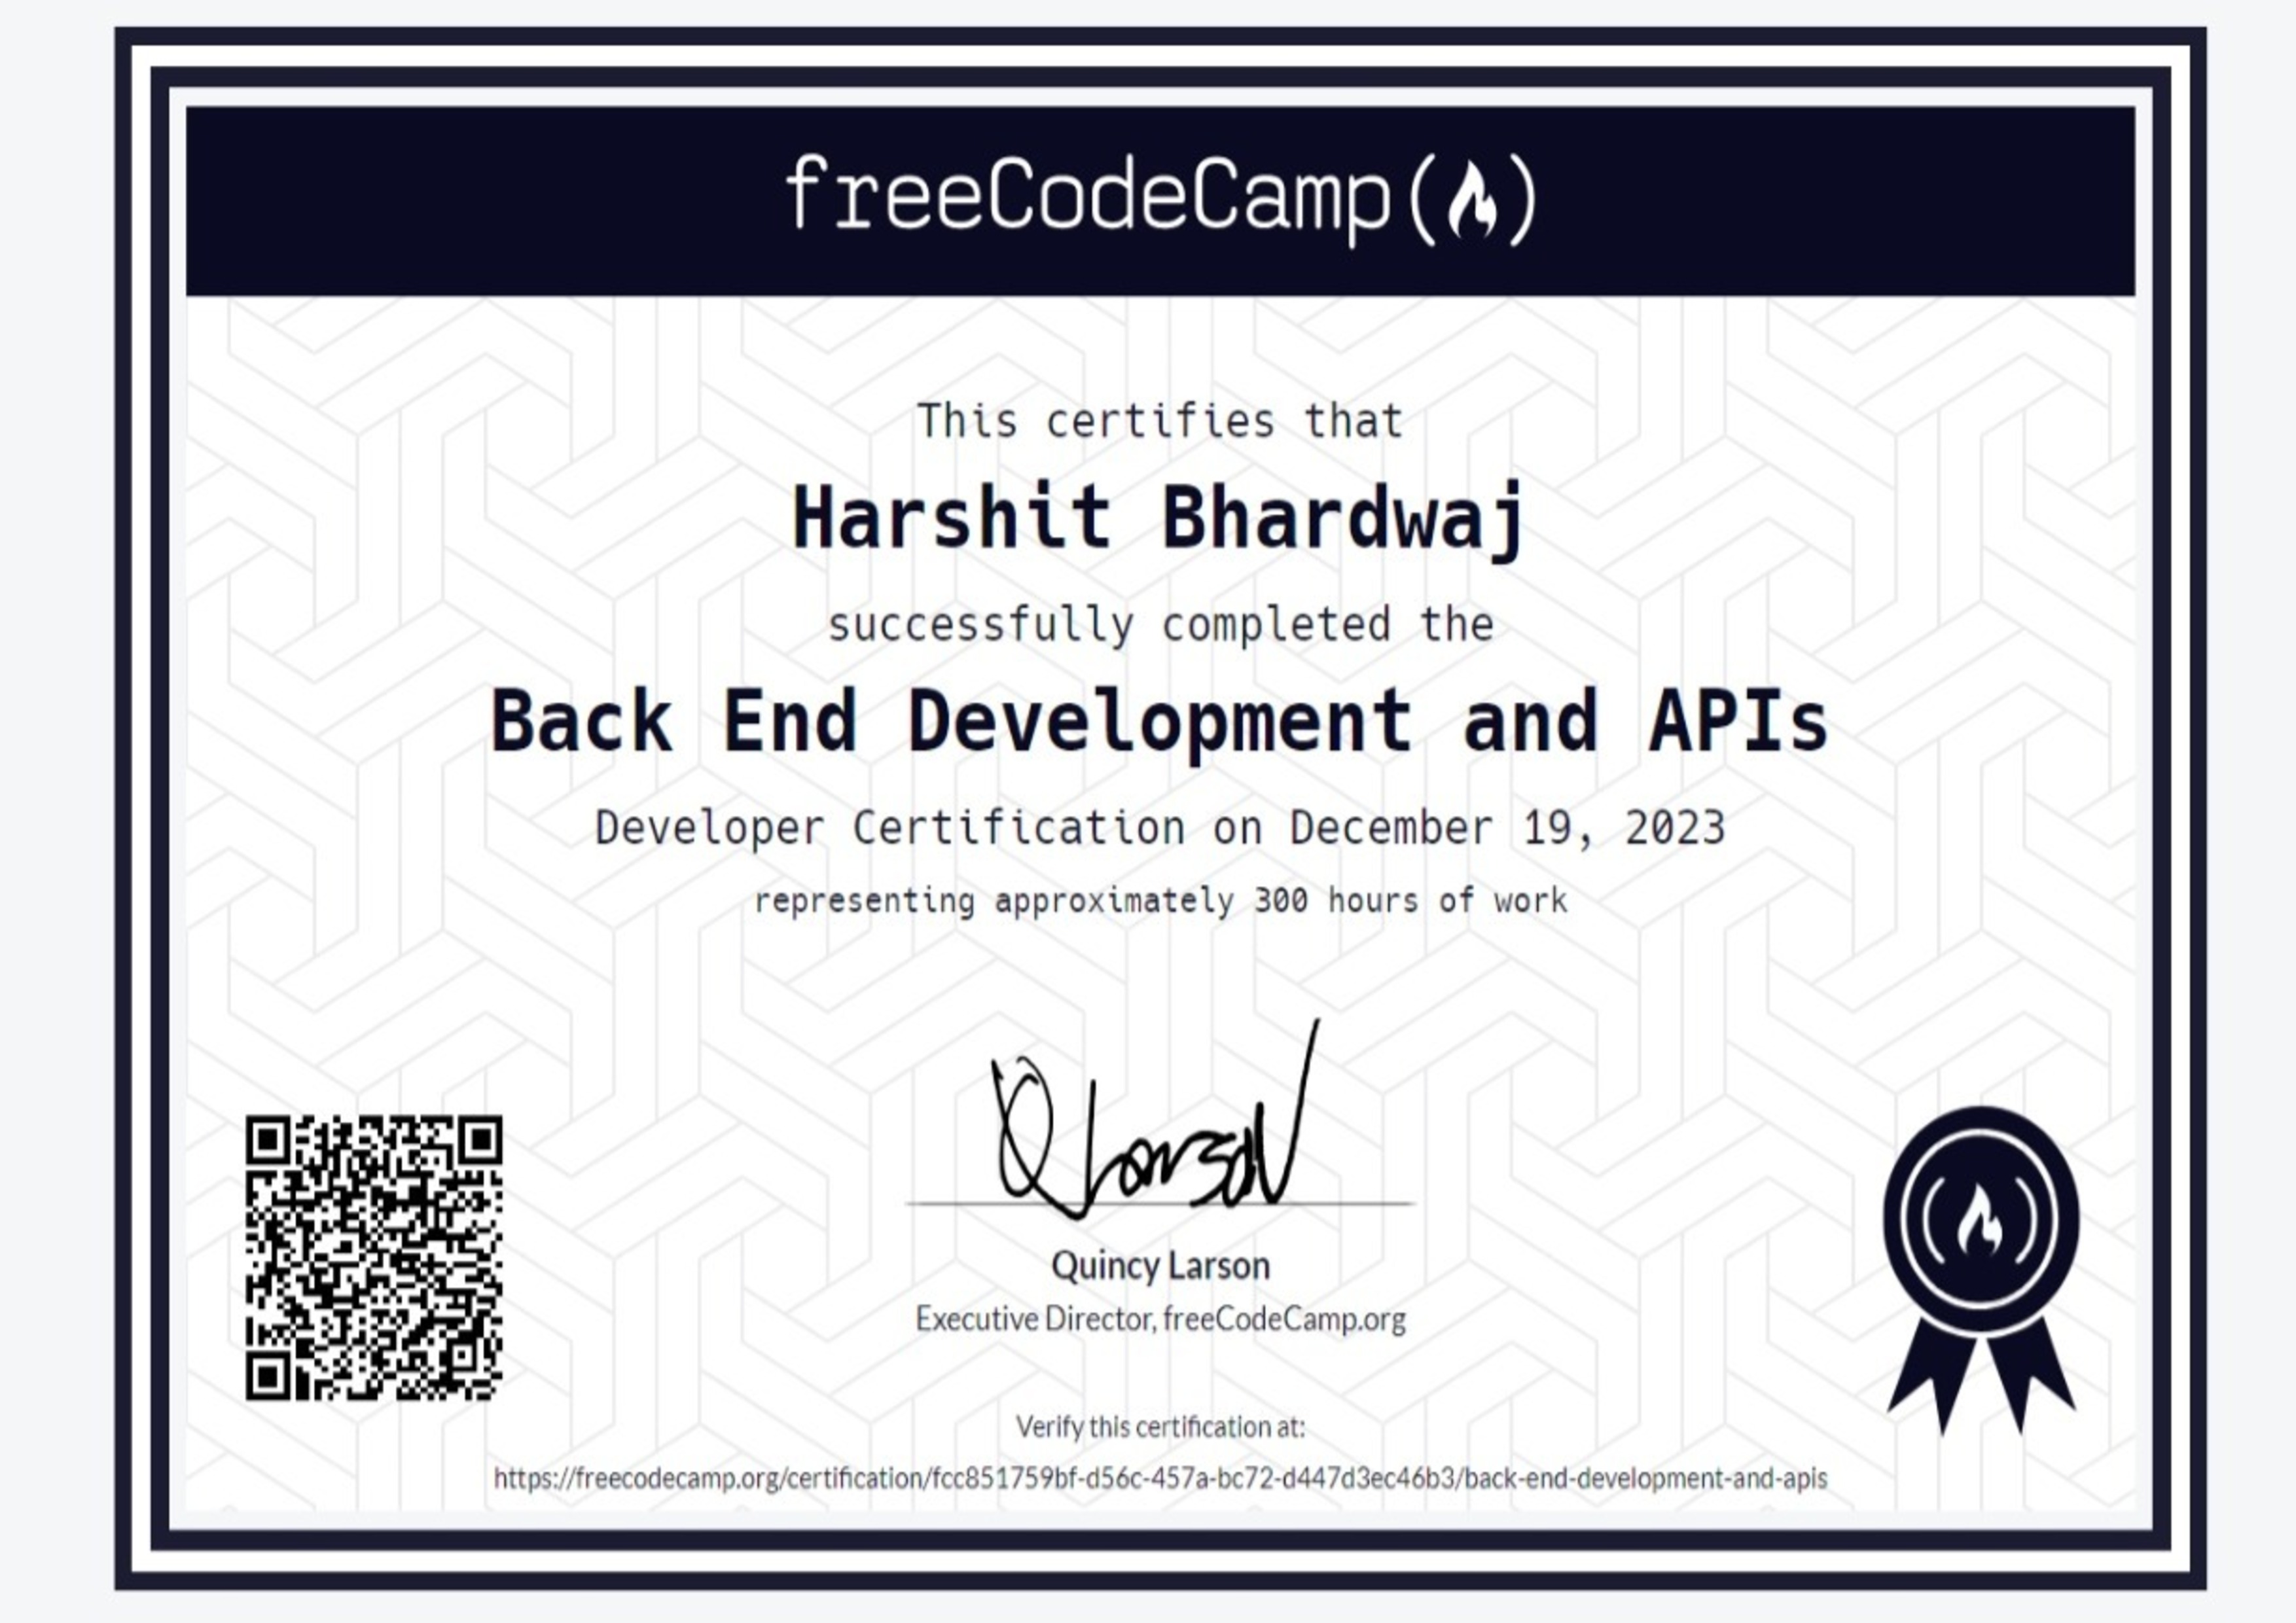 freeCodeCamp
This certifies that
Harshit Bhardwaj
successfully completed the
Back End Development and APIs
Developer Certification on December 19, 2023
representing approximately 300 hours of work
Quincy Larson
Executive Director, freeCodeCamp.org
Verify this certification at:
https://freecodecamp.org/certification/fcc851759bf-d56c-457a-bc72-d447d3ec46b3/back-end-development-and-apis